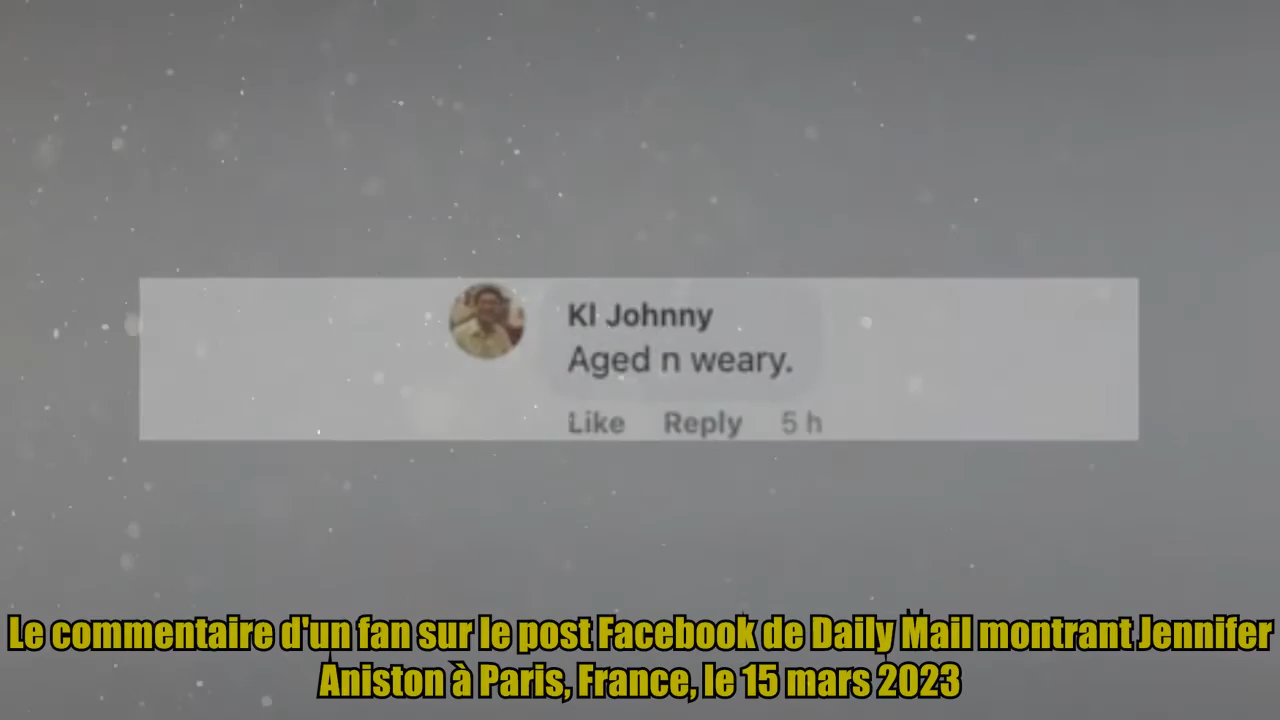 Kl Johnny
Aged n weary.
Like Reply 5 h
Le commentaire d'un fan sur le post Facebook de Daily Mail montrant Jennifer
Aniston à Paris, France, le 15 mars 2023